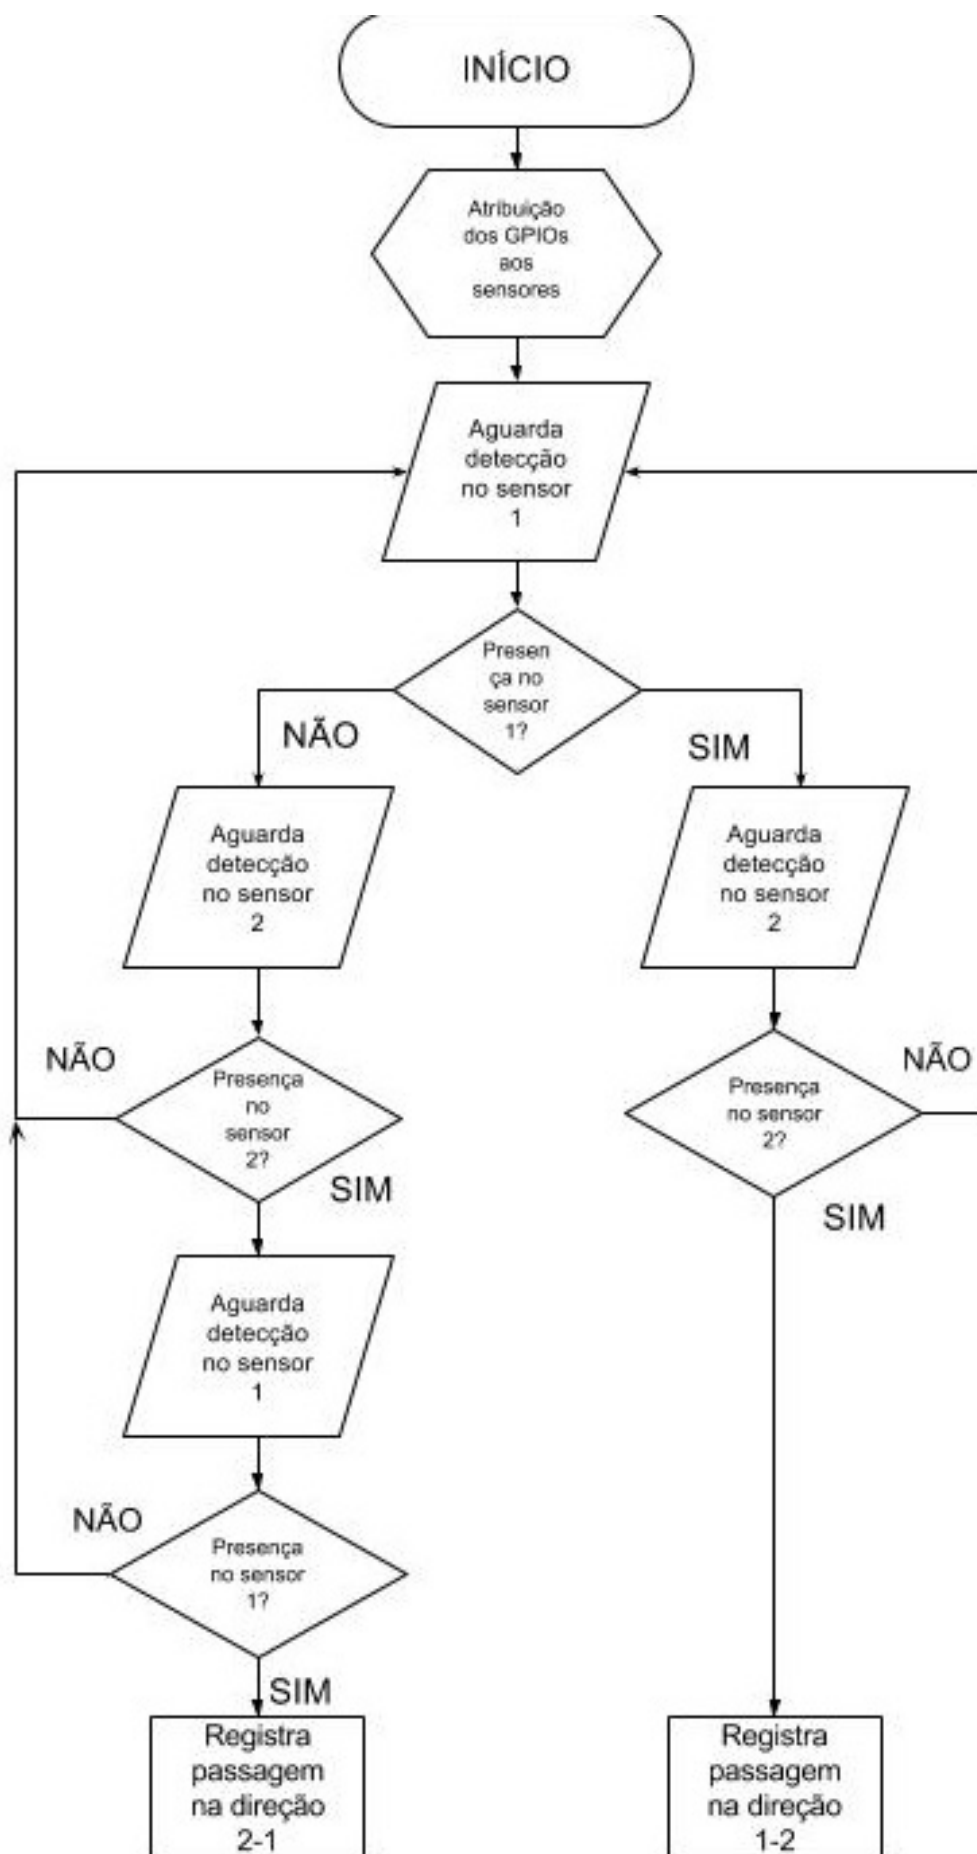 INÍCIO
Atribuição
dos GPIOs
aos
sensores
Aguarda
detecção
no sensor
1
Presen
ça no
sensor
1?
NÃO
SIM
Aguarda
detecção
no sensor
2
Aguarda
detecção
no sensor
2
NÃO
Presença
no
sensor
2?
SIM
Presença
no sensor
2?
NÃO
SIM
Aguarda
detecção
no sensor
1
NÃO
Presença
no sensor
1?
SIM
Registra
passagem
na direção
2-1
Registra
passagem
na direção
1-2